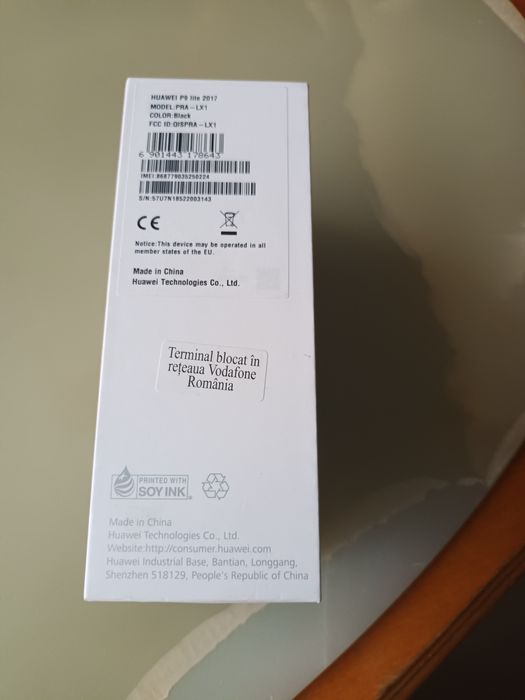 HUAWEI P9 lite 2017
MODEL:PRA-LX1
COLOR:Black
FCC ID:QISPRA-LX1
6 901443 178643
IMEI:868779035250224
S/N:S7U7N18522003143
CE
Notice:This device may be operated in all
member states of the EU.
Made in China
Huawei Technologies Co., Ltd.
Terminal blocat în
rețeaua Vodafone
România
PRINTED WITH
SOY INK
Made in China
Huawei Technologies Co., Ltd.
Website:http://consumer.huawei.com
Huawei Industrial Base, Bantian, Longgang,
Shenzhen 518129, People's Republic of China